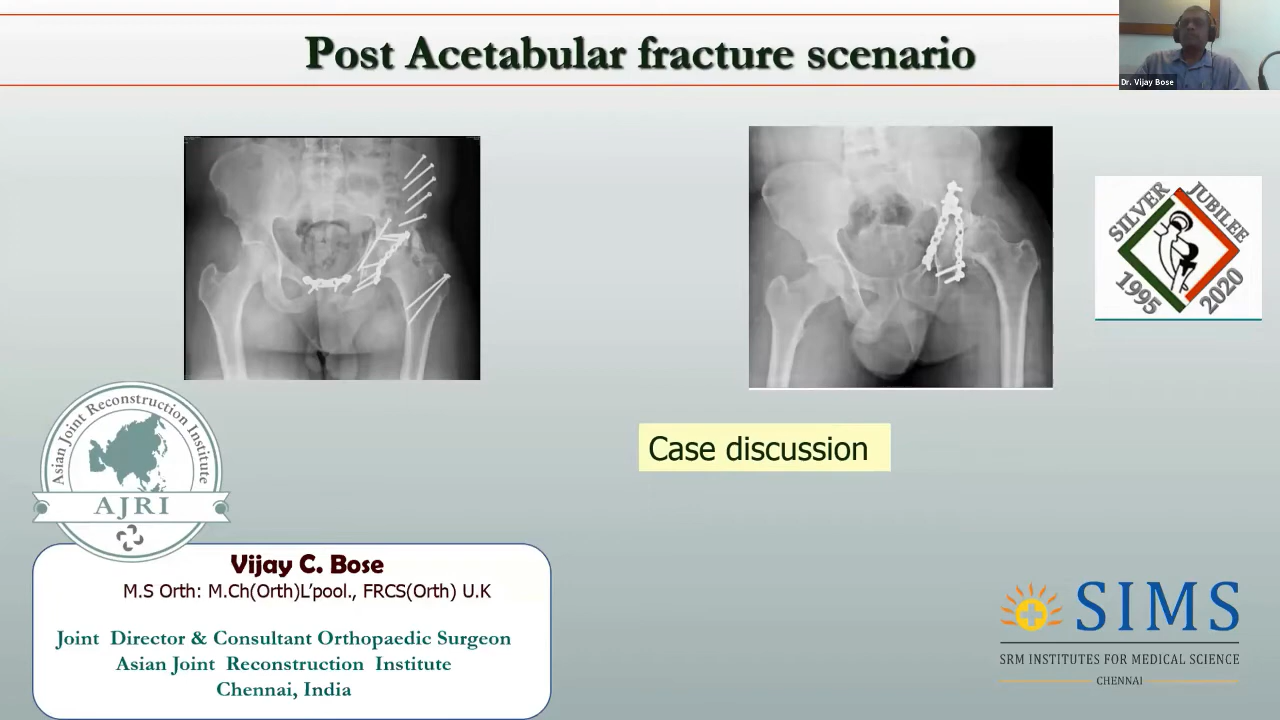 Post Acetabular fracture scenario
Dr. Vijay Bose
SILVER JUBILEE
1995 2020
Case discussion
Asian Joint Reconstruction Institute
AJRI
Vijay C. Bose
M.S Orth: M.Ch(Orth)L'pool., FRCS(Orth) U.K
Joint Director & Consultant Orthopaedic Surgeon
Asian Joint Reconstruction Institute
Chennai, India
SIMS
SRM INSTITUTES FOR MEDICAL SCIENCE
CHENNAI